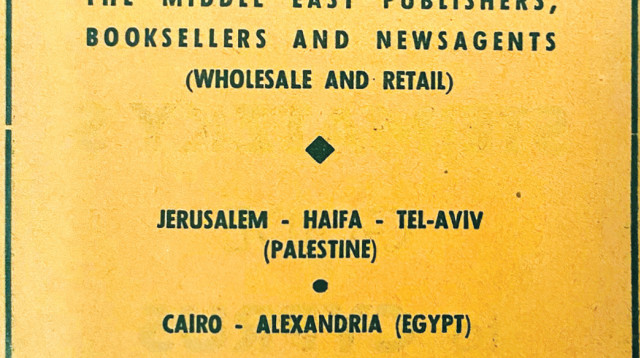 THE MIDDLE EAST PUBLISHERS,
BOOKSELLERS AND NEWSAGENTS
(WHOLESALE AND RETAIL)
JERUSALEM - HAIFA - TEL-AVIV
(PALESTINE)
CAIRO - ALEXANDRIA (EGYPT)